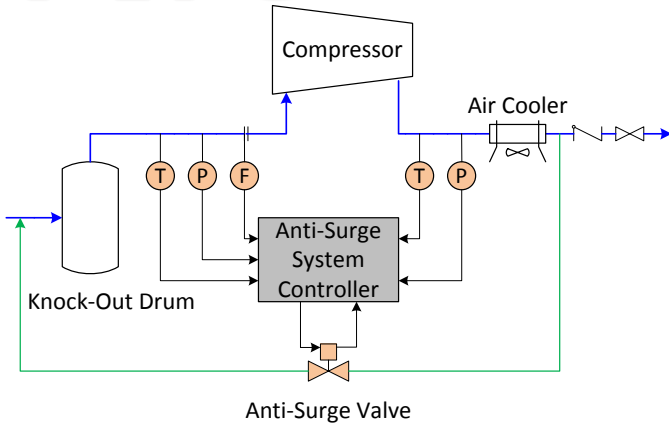 Compressor
Air Cooler
T
P
F
T
P
Anti-Surge
System
Controller
Knock-Out Drum
Anti-Surge Valve